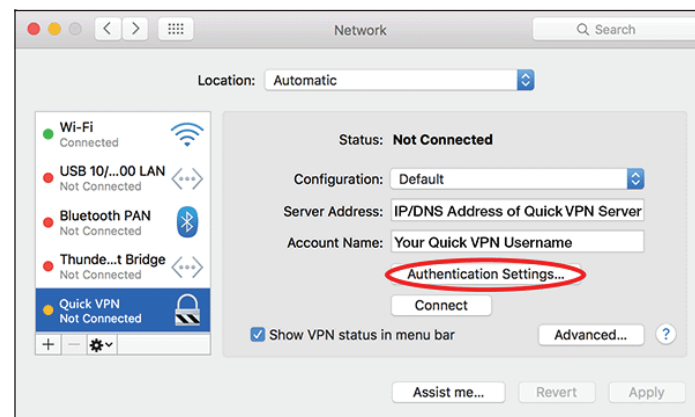 Network
Search
Location: Automatic
Wi-Fi
Connected
USB 10/...00 LAN
Not Connected
Bluetooth PAN
Not Connected
Thunde...t Bridge
Not Connected
Quick VPN
Not Connected
Status: Not Connected
Configuration: Default
Server Address: IP/DNS Address of Quick VPN Server
Account Name: Your Quick VPN Username
Authentication Settings...
Connect
Show VPN status in menu bar
Advanced... ?
Assist me... Revert Apply